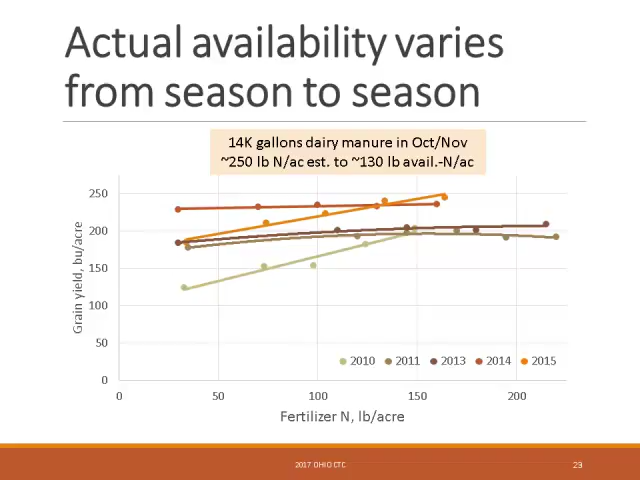 Actual availability varies
from season to season
14K gallons dairy manure in Oct/Nov
~250 lb N/ac est. to ~130 lb avail.-N/ac
Grain yield, bu/acre
250
200
150
100
50
0
2010 2011 2013 2014 2015
0 50 100 150 200
Fertilizer N, lb/acre
2017 OHIO CTC
23